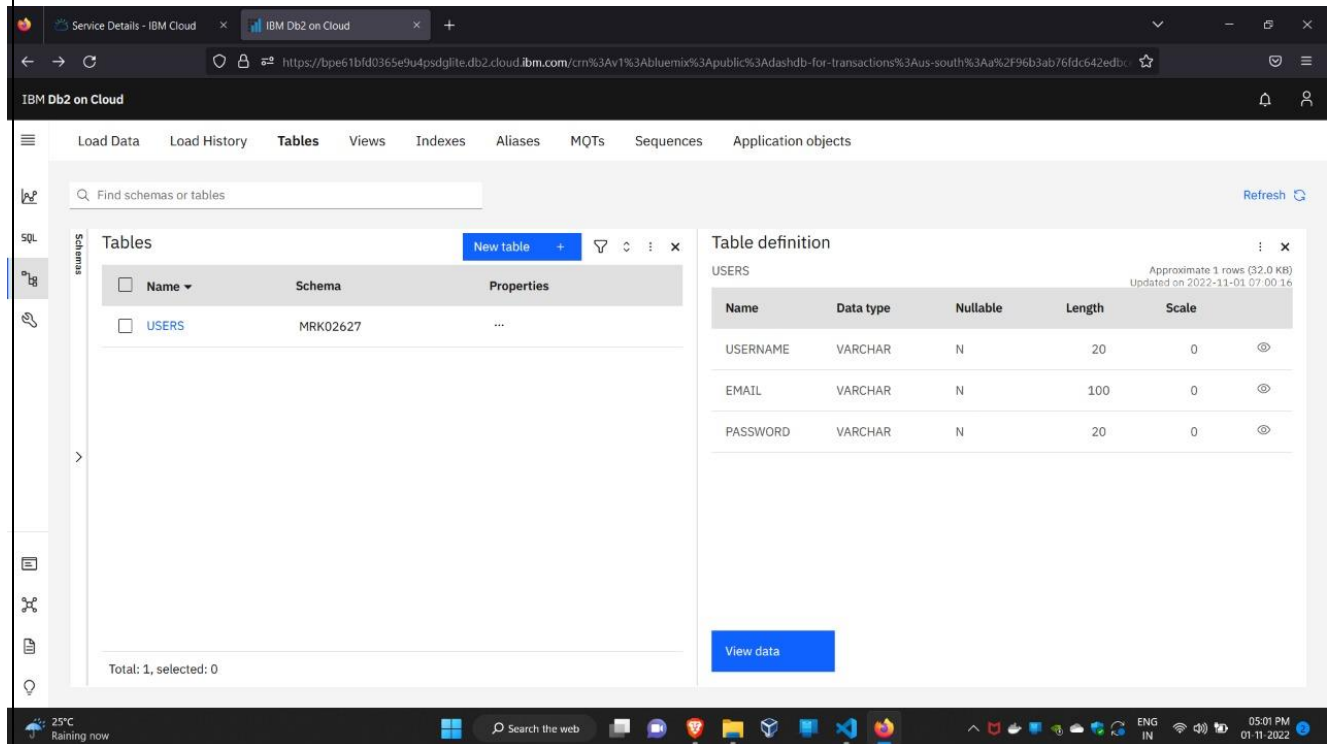 Service Details - IBM Cloud
IBM Db2 on Cloud
https://bpe61bfd0365e9u4psdglite.db2.cloud.ibm.com/crn%3Av1%3Abluemix%3Apublic%3Adashdb-for-transactions%3Aus-south%3Aa%2F96b3ab76fdc642edbc
IBM Db2 on Cloud
Load Data Load History Tables Views Indexes Aliases MQTs Sequences Application objects
Find schemas or tables
Refresh
SQL
Schemas
Tables
New table +
Table definition
USERS
Approximate 1 rows (32.0 KB)
Updated on 2022-11-01 07:00:16
Name Schema Properties
Name Data type Nullable Length Scale
USERS MRK02627 ...
USERNAME VARCHAR N 20 0
EMAIL VARCHAR N 100 0
PASSWORD VARCHAR N 20 0
View data
Total: 1, selected: 0
25°C
Raining now
Search the web
ENG
IN
05:01 PM
01-11-2022
2